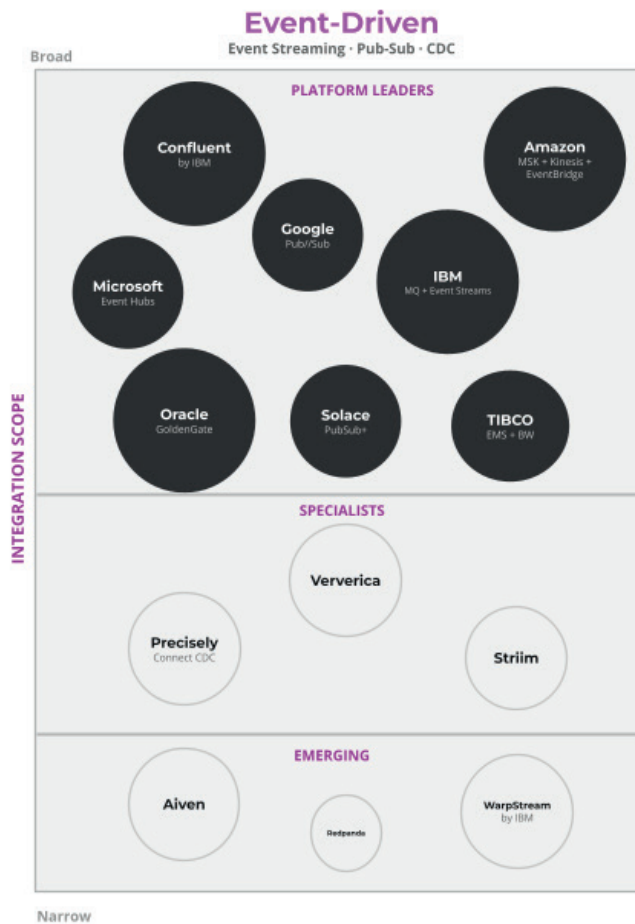 Event-Driven
Event Streaming · Pub-Sub · CDC
Broad
PLATFORM LEADERS
Confluent
by IBM
Amazon
MSK + Kinesis +
EventBridge
Google
Pub//Sub
IBM
MQ + Event Streams
Microsoft
Event Hubs
Oracle
GoldenGate
Solace
PubSub+
TIBCO
EMS + BW
INTEGRATION SCOPE
SPECIALISTS
Ververica
Precisely
Connect CDC
Striim
EMERGING
Aiven
Redpanda
WarpStream
by IBM
Narrow